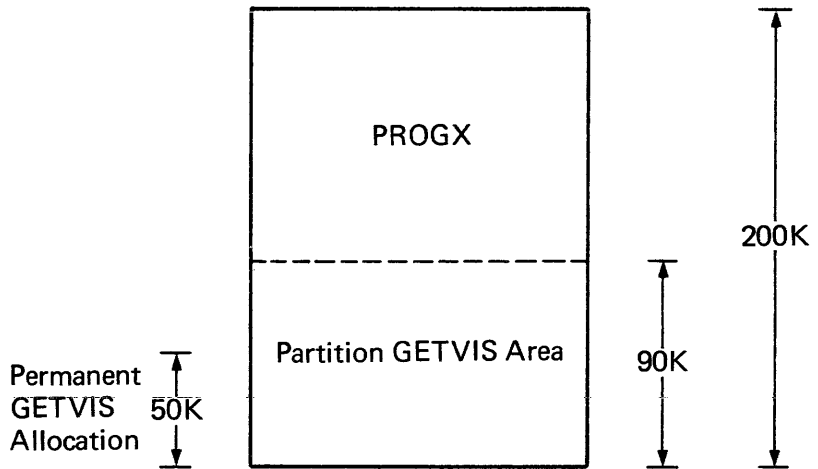 PROGX
200K
Partition GETVIS Area
90K
Permanent
GETVIS
Allocation
50K